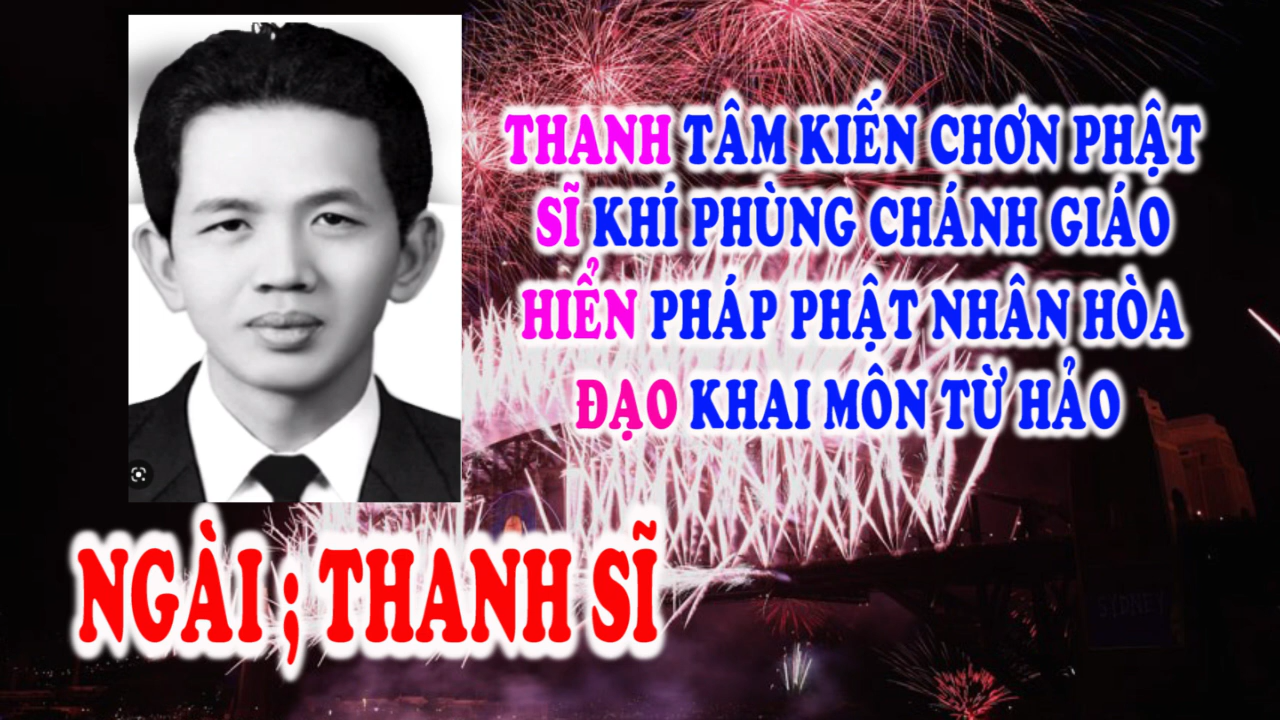 THANH TÂM KIẾN CHƠN PHẬT
SĨ KHÍ PHÙNG CHÁNH GIÁO
HIỂN PHÁP PHẬT NHÂN HÒA
ĐẠO KHAI MÔN TỪ HẢO
NGÀI ; THANH SĨ
SYDNEY